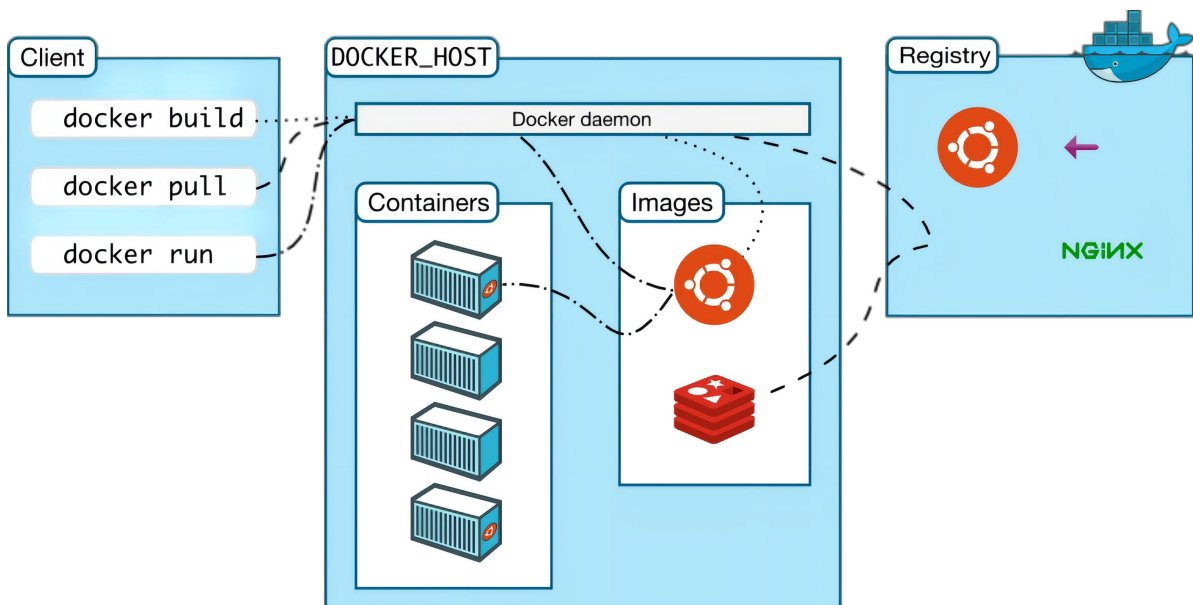 Client
docker build
docker pull
docker run
DOCKER_HOST
Docker daemon
Containers
Images
Registry
NGiNX